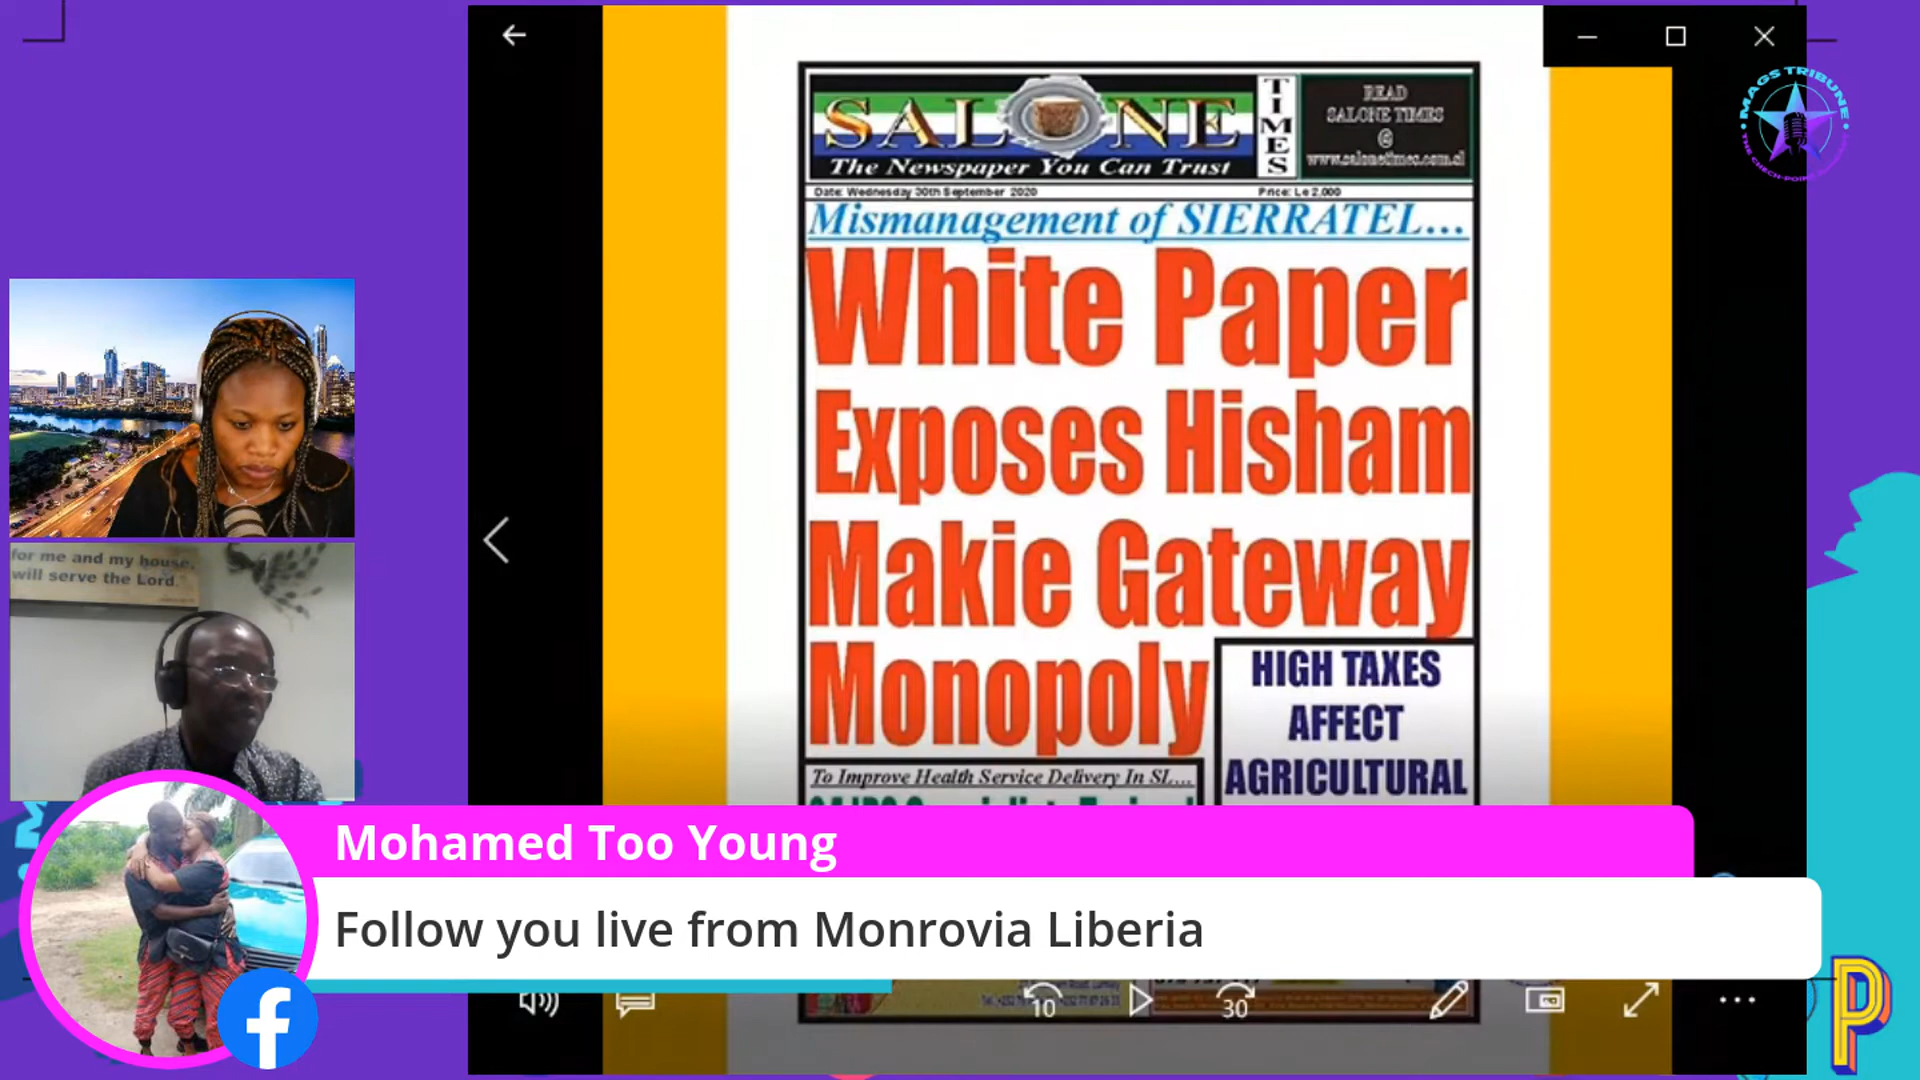 SALONE
TIMES
The Newspaper You Can Trust
READ
SALONE TIMES
@
www.salonetimes.com.sl
Date: Wednesday 30th September 2020
Price: Le 2,000
Mismanagement of SIERRATEL...
White Paper
Exposes Hisham
Makie Gateway
Monopoly
HIGH TAXES
AFFECT
AGRICULTURAL
To Improve Health Service Delivery In SL....
MAGS TRIBUNE
for me and my house,
will serve the Lord."
Mohamed Too Young
Follow you live from Monrovia Liberia
10
30
P